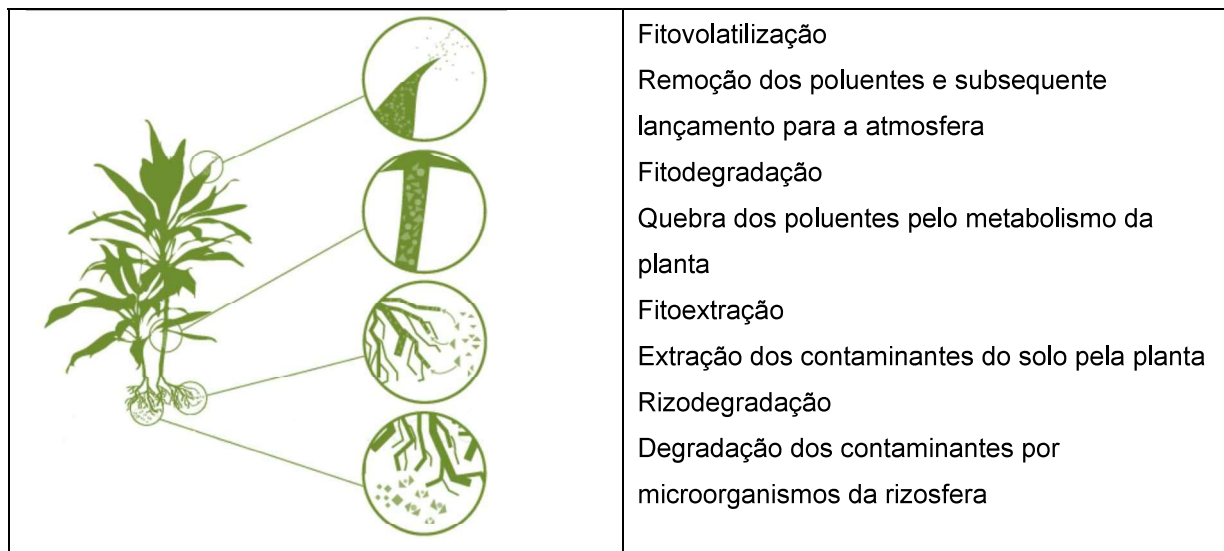 Fitovolatilização
Remoção dos poluentes e subsequente
lançamento para a atmosfera
Fitodegradação
Quebra dos poluentes pelo metabolismo da
planta
Fitoextração
Extração dos contaminantes do solo pela planta
Rizodegradação
Degradação dos contaminantes por
microorganismos da rizosfera